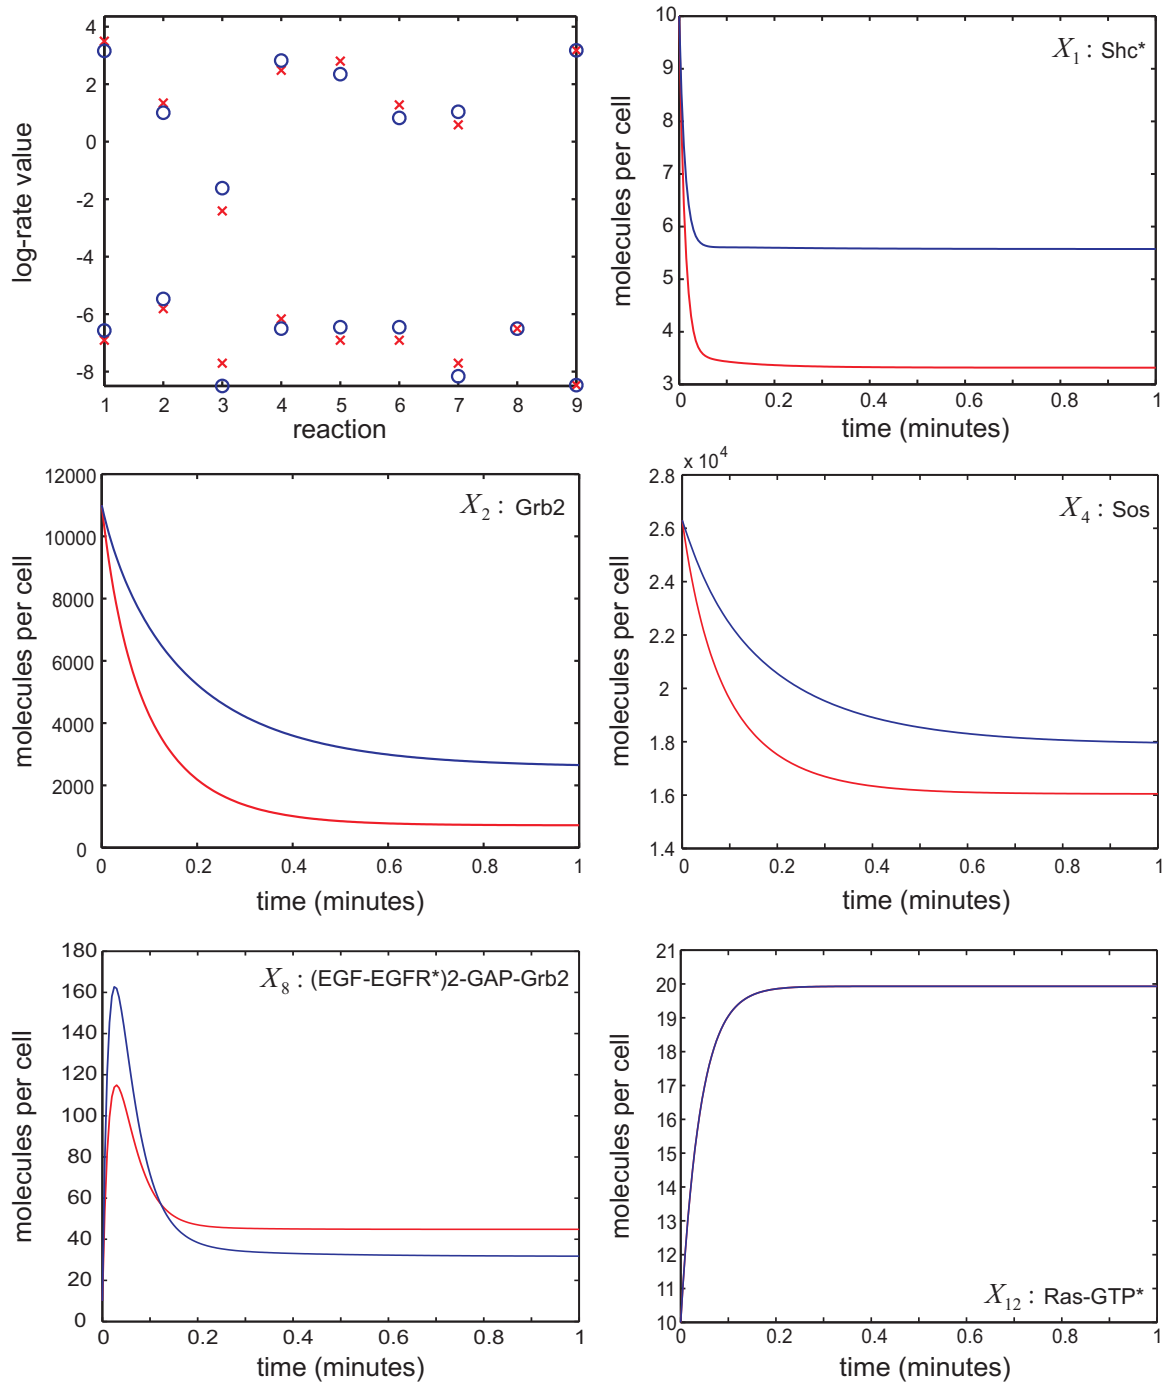 4
2
0
-2
-4
-6
-8
log-rate value
1 2 3 4 5 6 7 8 9
reaction
10
9
8
7
6
5
4
3
molecules per cell
X1 : Shc*
0 0.2 0.4 0.6 0.8 1
time (minutes)
12000
10000
8000
6000
4000
2000
0
molecules per cell
X2 : Grb2
0 0.2 0.4 0.6 0.8 1
time (minutes)
x 10^4
2.8
2.6
2.4
2.2
2
1.8
1.6
1.4
molecules per cell
X4 : Sos
0 0.2 0.4 0.6 0.8 1
time (minutes)
180
160
140
120
100
80
60
40
20
0
molecules per cell
X8 : (EGF-EGFR*)2-GAP-Grb2
0 0.2 0.4 0.6 0.8 1
time (minutes)
21
20
19
18
17
16
15
14
13
12
11
10
molecules per cell
X12 : Ras-GTP*
0 0.2 0.4 0.6 0.8 1
time (minutes)